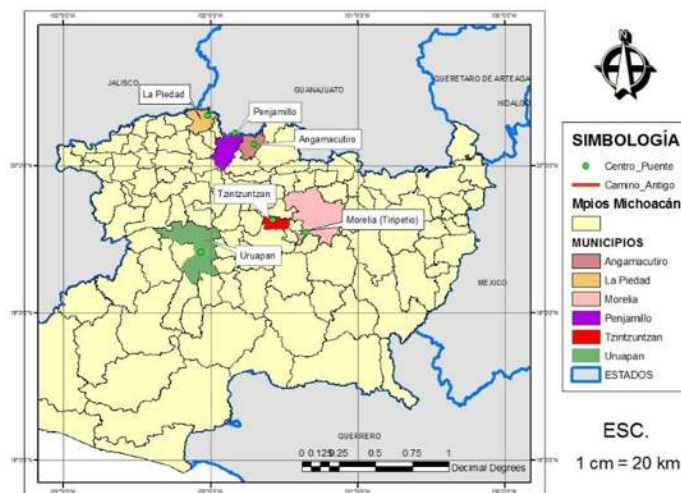 JALISCO
GUANAJUATO
QUERETARO DE ARTEAGA
HIDALGO
La Piedad
Penjamillo
Angamacutiro
Tzintzuntzan
Morelia (Tiripetio)
Uruapan
MEXICO
GUERRERO
0 0.125 0.25 0.5 0.75 1
Decimal Degrees
SIMBOLOGÍA
Centro_Puente
Camino_Antigo
Mpios Michoacán
MUNICIPIOS
Angamacutiro
La Piedad
Morelia
Penjamillo
Tzintzuntzan
Uruapan
ESTADOS
ESC.
1 cm = 20 km